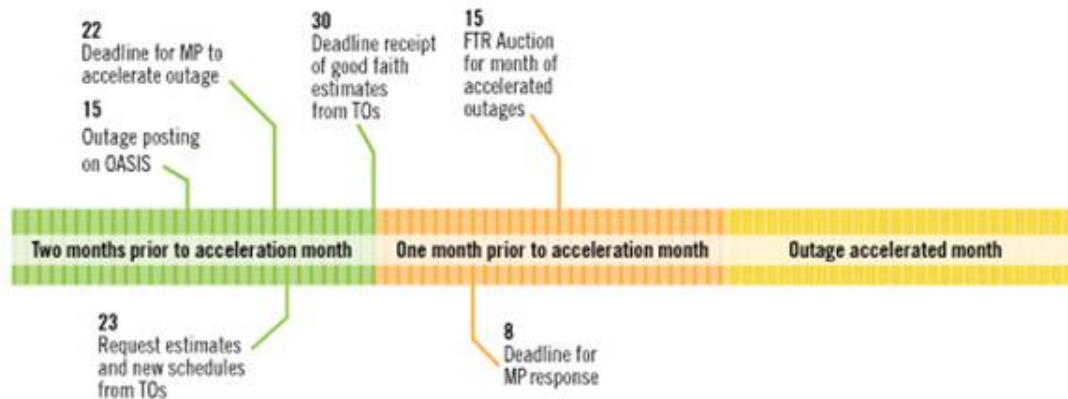 22
Deadline for MP to
accelerate outage
15
Outage posting
on OASIS
30
Deadline receipt
of good faith
estimates
from TOs
15
FTR Auction
for month of
accelerated
outages
Two months prior to acceleration month
One month prior to acceleration month
Outage accelerated month
23
Request estimates
and new schedules
from TOs
8
Deadline for
MP response